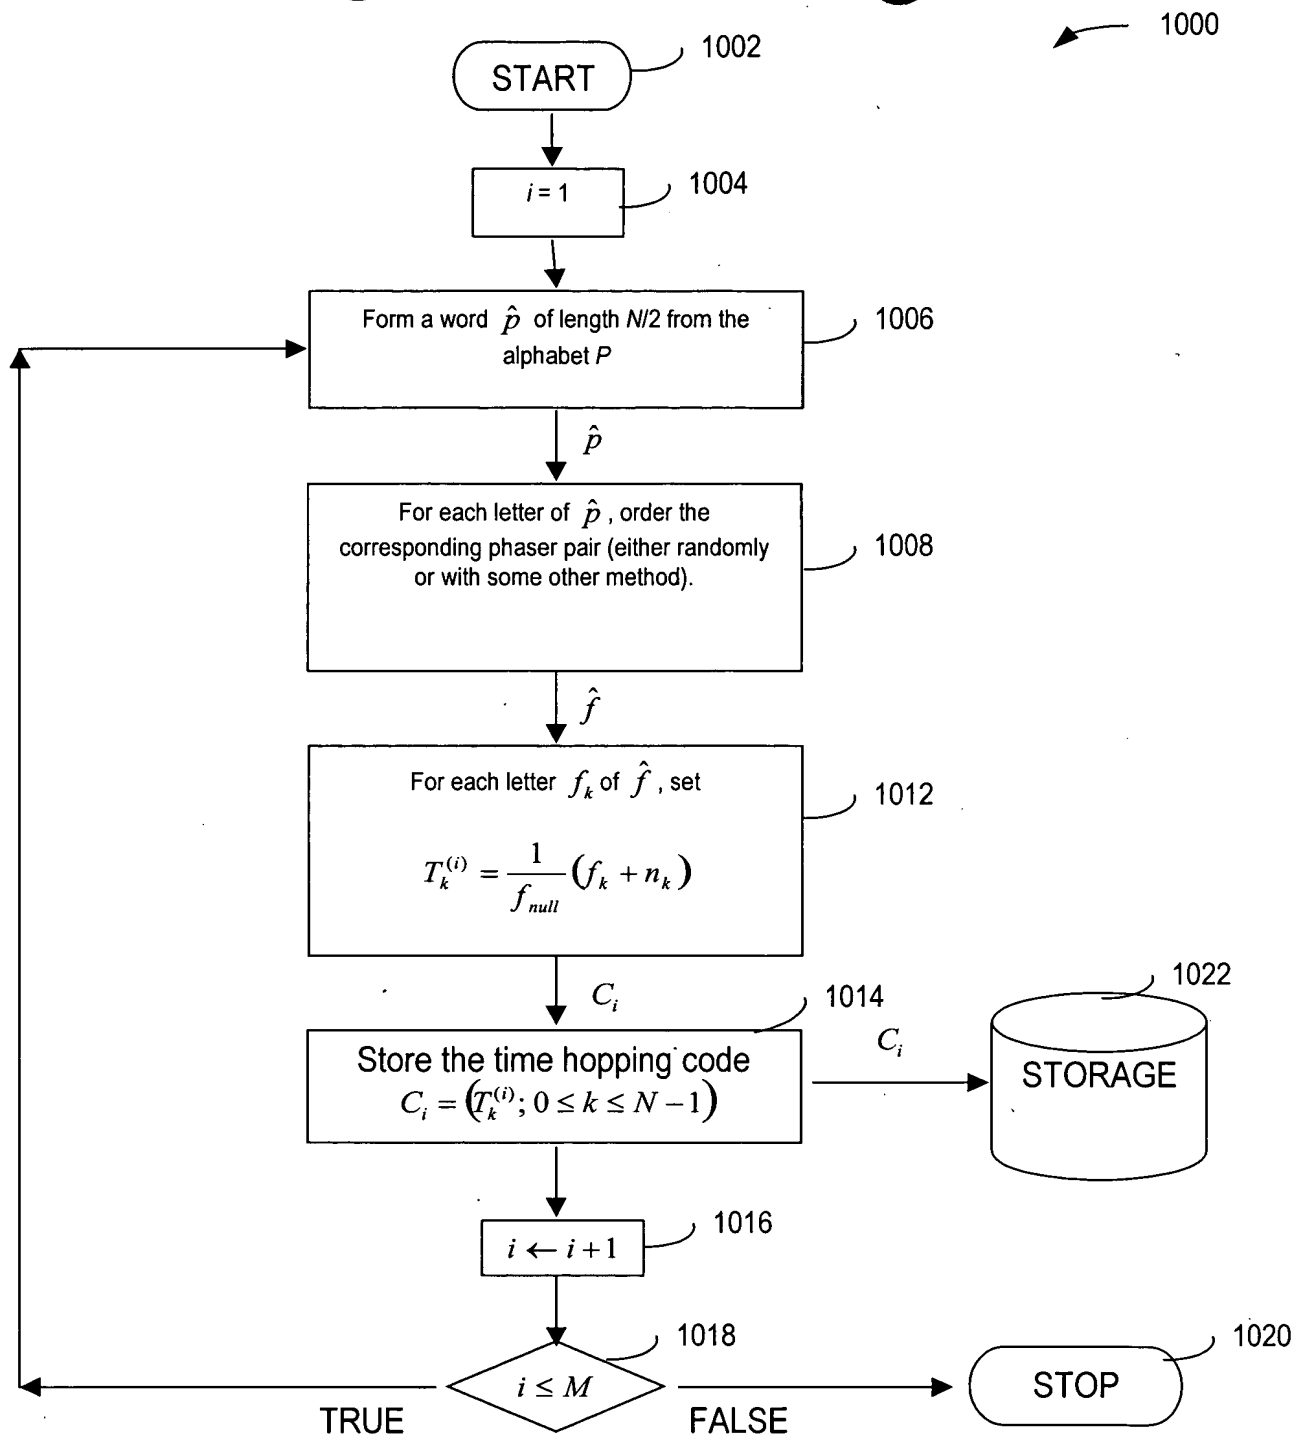 1000
START
1002
i = 1
1004
Form a word p̂ of length N/2 from the
alphabet P
1006
p̂
For each letter of p̂ , order the
corresponding phaser pair (either randomly
or with some other method).
1008
f̂
For each letter f_k of f̂ , set
T_k^{(i)} = \frac{1}{f_{null}} (f_k + n_k)
1012
C_i
1014
Store the time hopping code
C_i = (T_k^{(i)}; 0 ≤ k ≤ N − 1)
C_i
1022
STORAGE
i ← i + 1
1016
i ≤ M
1018
TRUE
FALSE
STOP
1020